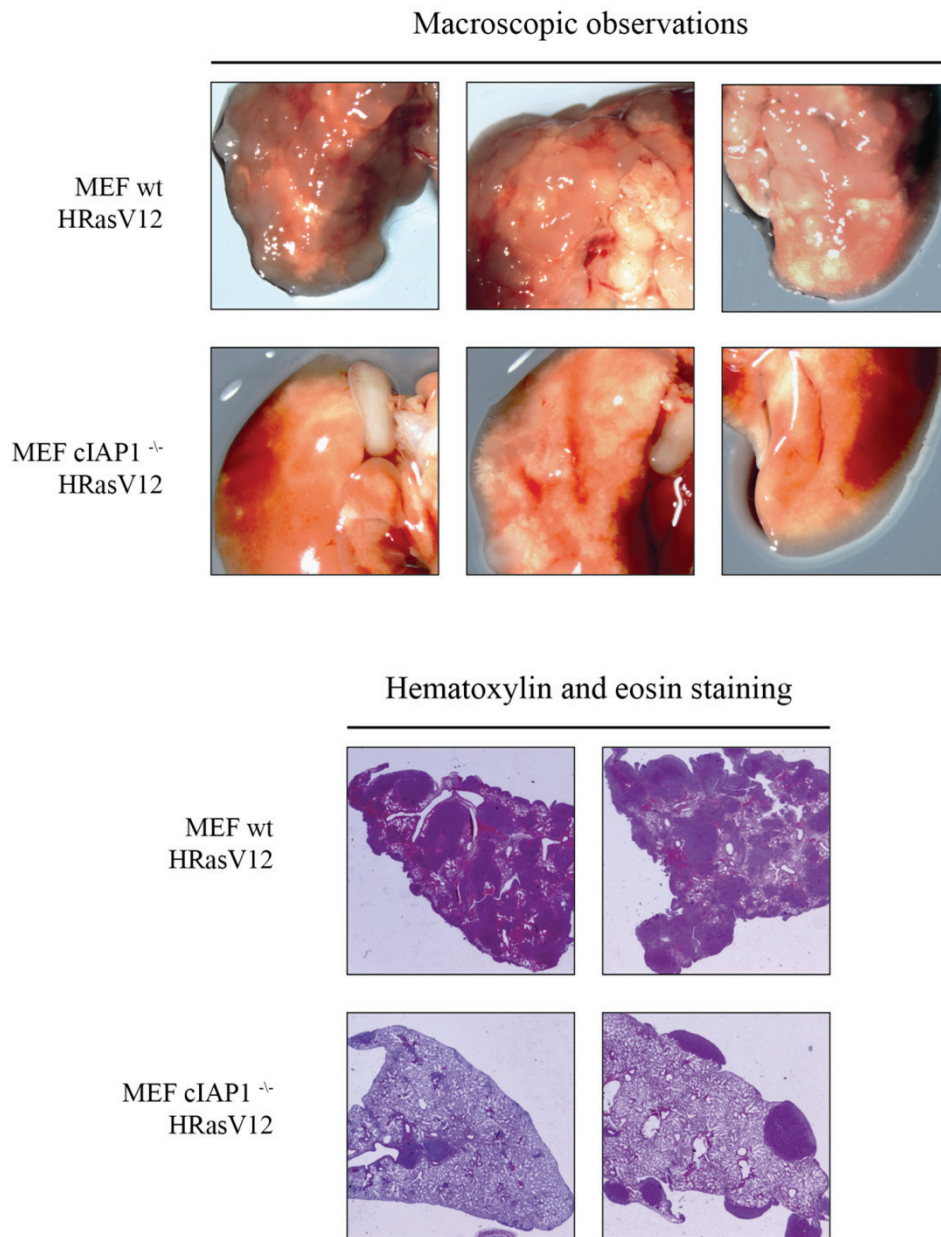 Macroscopic observations
MEF wt
HRasV12
MEF cIAP1 -/-
HRasV12
Hematoxylin and eosin staining
MEF wt
HRasV12
MEF cIAP1 -/-
HRasV12